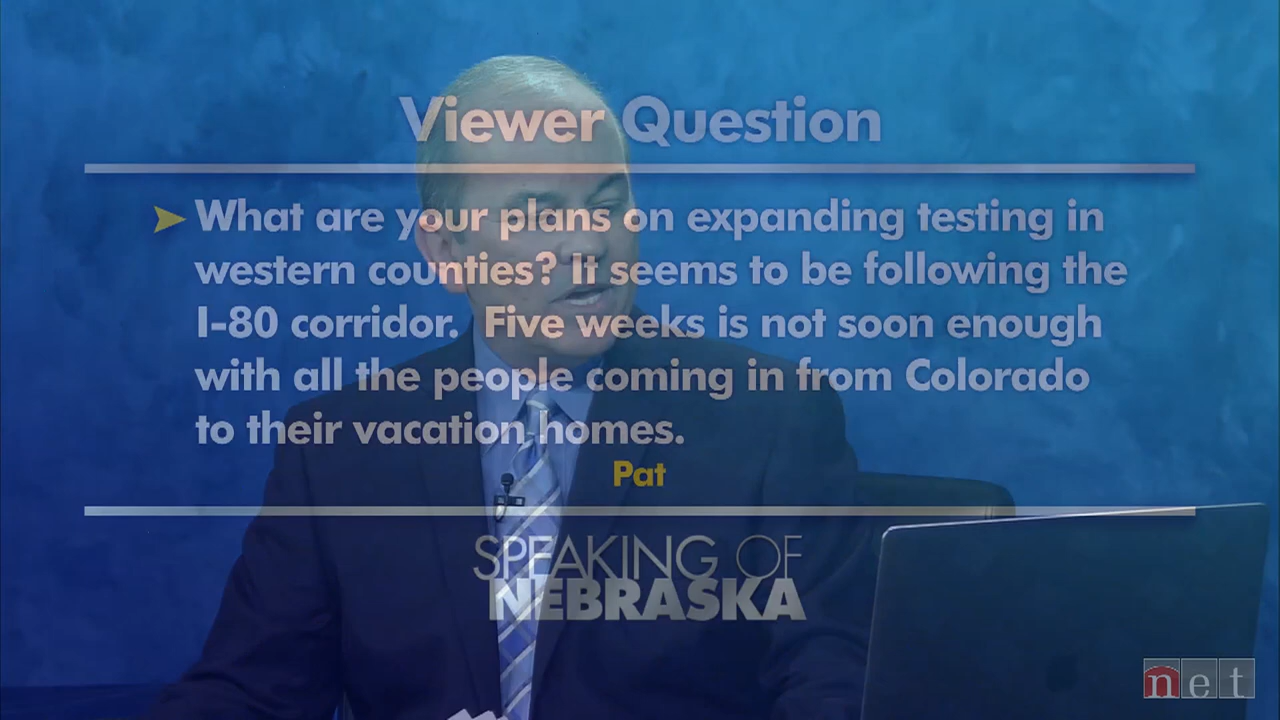 Viewer Question
What are your plans on expanding testing in
western counties? It seems to be following the
I-80 corridor. Five weeks is not soon enough
with all the people coming in from Colorado
to their vacation homes.
Pat
SPEAKING OF
NEBRASKA
net